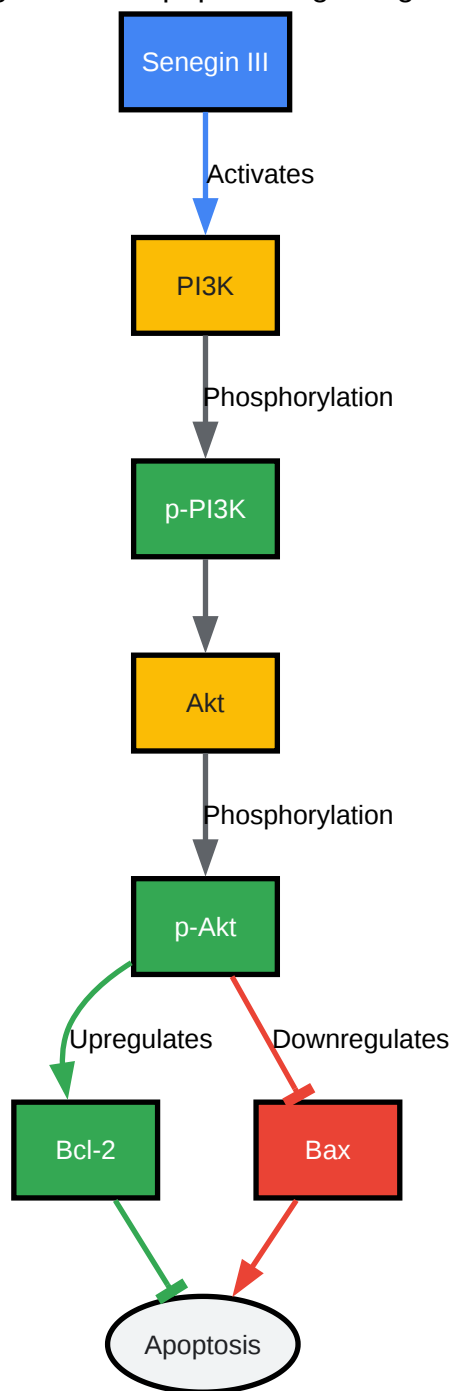 Senegin III
Activates
PI3K
Phosphorylation
p-PI3K
Akt
Phosphorylation
p-Akt
Upregulates
Downregulates
Bcl-2
Bax
Apoptosis